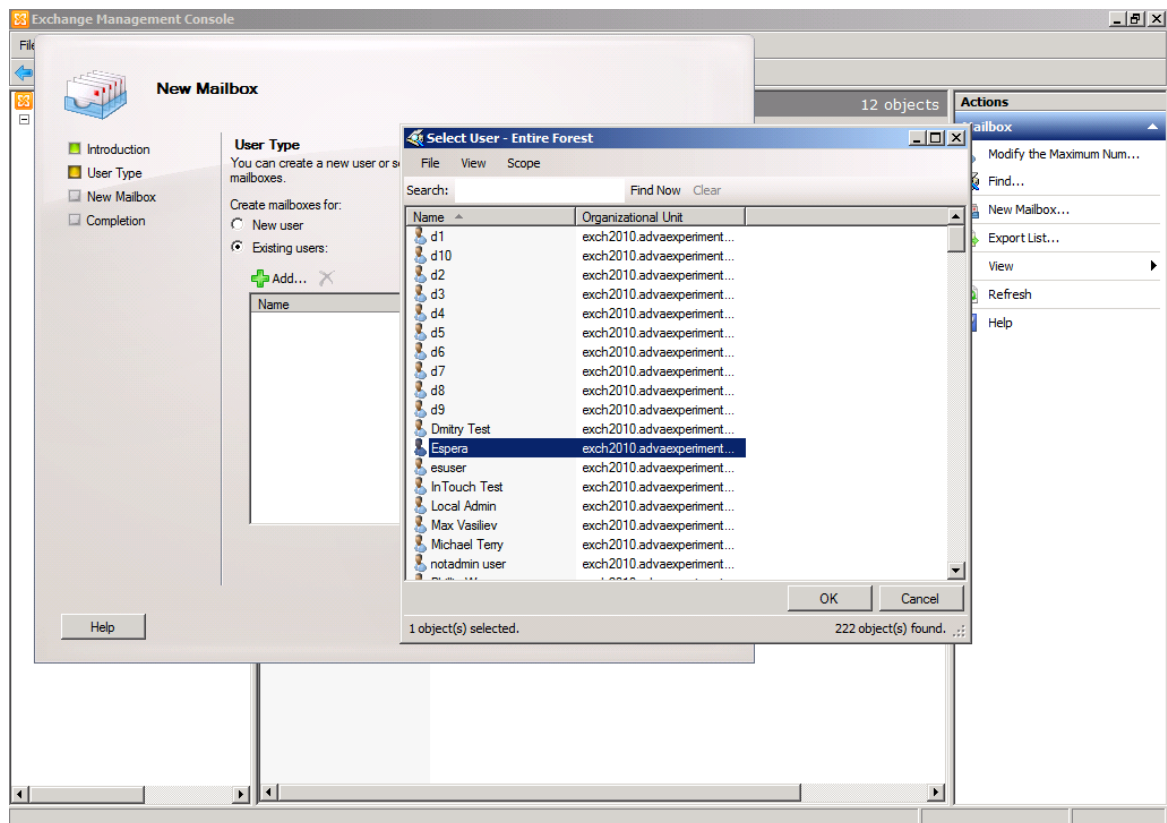 Exchange Management Console
File
New Mailbox
Introduction
User Type
New Mailbox
Completion
User Type
You can create a new user or s
mailboxes.
Create mailboxes for:
New user
Existing users:
Add...
Name
Help
12 objects
Select User - Entire Forest
File View Scope
Search: Find Now Clear
Name Organizational Unit
d1 exch2010.advaexperiment...
d10 exch2010.advaexperiment...
d2 exch2010.advaexperiment...
d3 exch2010.advaexperiment...
d4 exch2010.advaexperiment...
d5 exch2010.advaexperiment...
d6 exch2010.advaexperiment...
d7 exch2010.advaexperiment...
d8 exch2010.advaexperiment...
d9 exch2010.advaexperiment...
Dmitry Test exch2010.advaexperiment...
Espera exch2010.advaexperiment...
esuser exch2010.advaexperiment...
InTouch Test exch2010.advaexperiment...
Local Admin exch2010.advaexperiment...
Max Vasiliev exch2010.advaexperiment...
Michael Terry exch2010.advaexperiment...
notadmin user exch2010.advaexperiment...
OK Cancel
1 object(s) selected. 222 object(s) found.
Actions
ailbox
Modify the Maximum Num...
Find...
New Mailbox...
Export List...
View
Refresh
Help